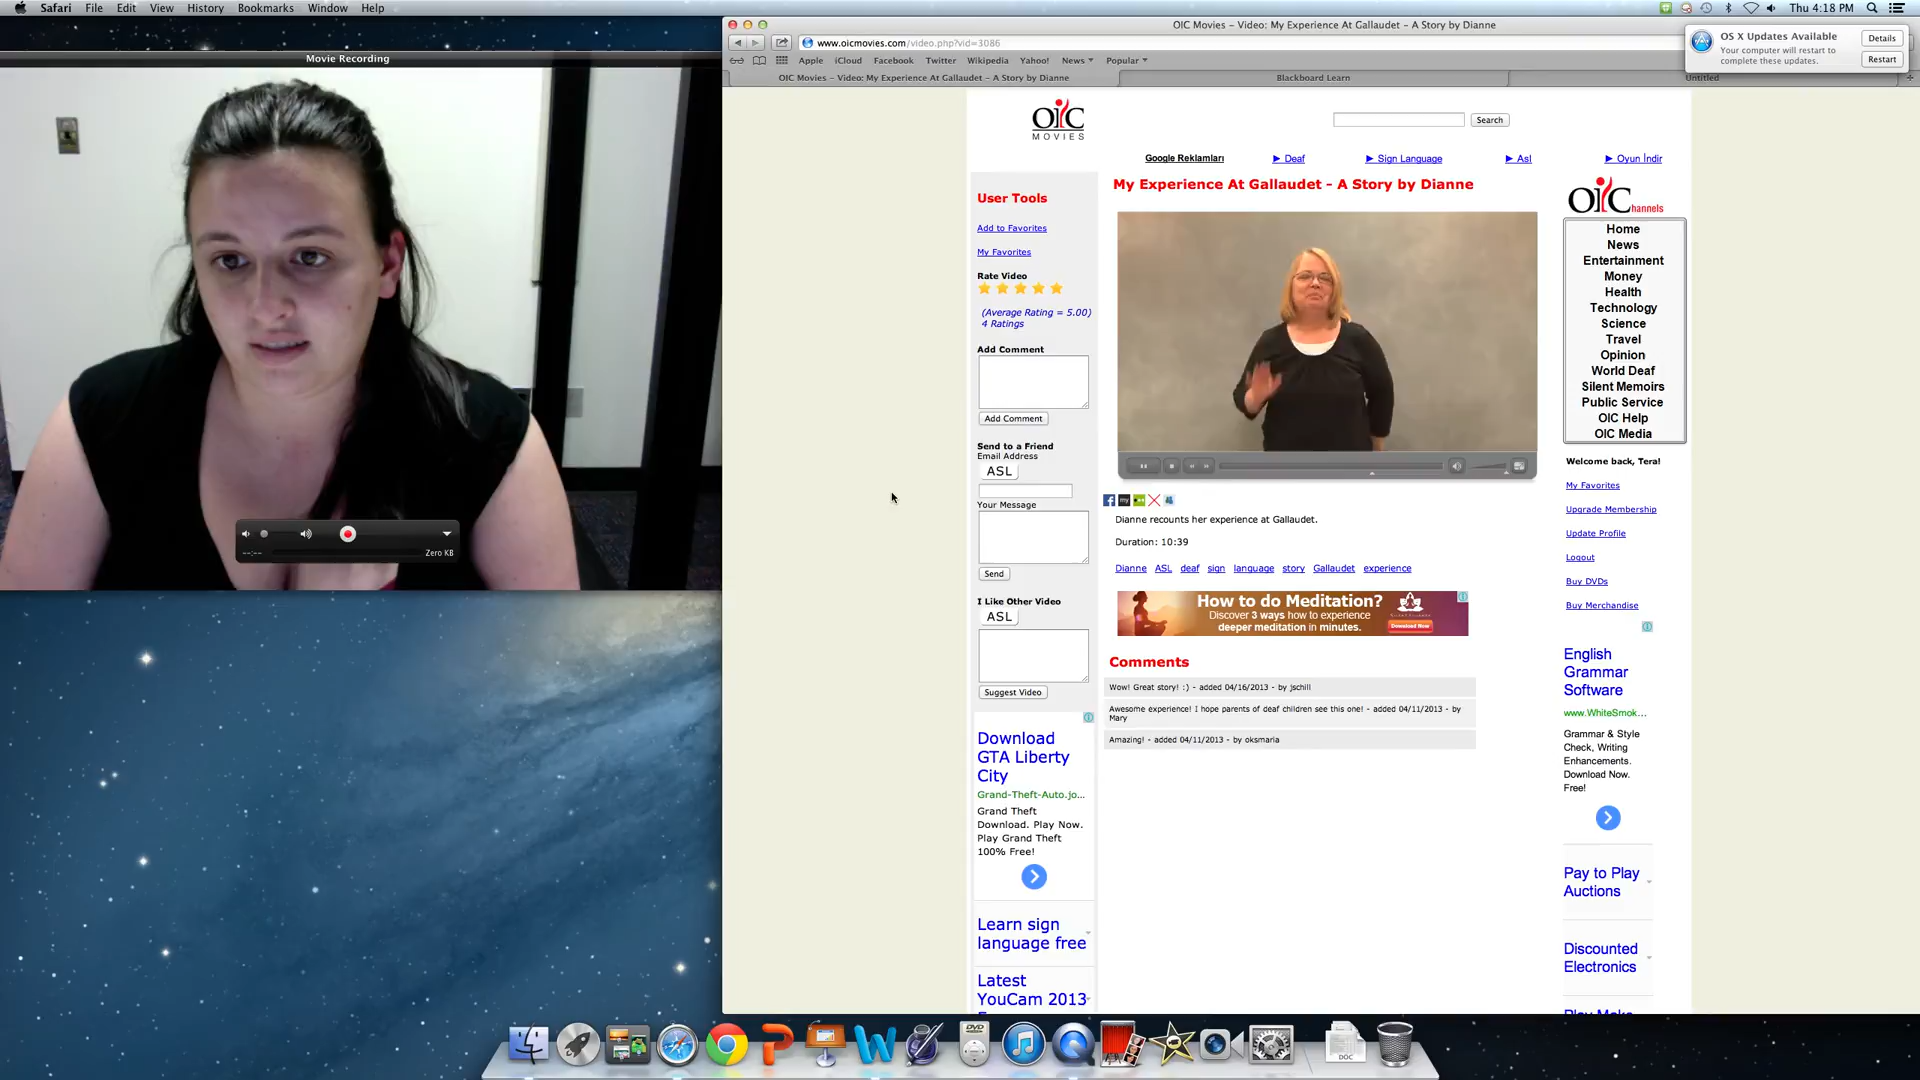 Safari File Edit View History Bookmarks Window Help
Thu 4:18 PM
Movie Recording
--:--
Zero KB
OIC Movies – Video: My Experience At Gallaudet – A Story by Dianne
www.oicmovies.com/video.php?vid=3086
Apple iCloud Facebook Twitter Wikipedia Yahoo! News Popular
OIC Movies – Video: My Experience At Gallaudet – A Story by Dianne
Blackboard Learn
Untitled
OS X Updates Available
Your computer will restart to
complete these updates.
Details
Restart
OIC
MOVIES
Search
Google Reklamları
► Deaf
► Sign Language
► Asl
► Oyun İndir
User Tools
Add to Favorites
My Favorites
Rate Video
(Average Rating = 5.00)
4 Ratings
Add Comment
Add Comment
Send to a Friend
Email Address
ASL
Your Message
Send
I Like Other Video
ASL
Suggest Video
Download
GTA Liberty
City
Grand-Theft-Auto.jo...
Grand Theft
Download. Play Now.
Play Grand Theft
100% Free!
Learn sign
language free
Latest
YouCam 2013
My Experience At Gallaudet - A Story by Dianne
Dianne recounts her experience at Gallaudet.
Duration: 10:39
Dianne ASL deaf sign language story Gallaudet experience
How to do Meditation?
Discover 3 ways how to experience
deeper meditation in minutes.
Download Now
Comments
Wow! Great story! :) - added 04/16/2013 - by jschill
Awesome experience! I hope parents of deaf children see this one! - added 04/11/2013 - by
Mary
Amazing! - added 04/11/2013 - by oksmaria
OIC hannels
Home
News
Entertainment
Money
Health
Technology
Science
Travel
Opinion
World Deaf
Silent Memoirs
Public Service
OIC Help
OIC Media
Welcome back, Tera!
My Favorites
Upgrade Membership
Update Profile
Logout
Buy DVDs
Buy Merchandise
English
Grammar
Software
www.WhiteSmok...
Grammar & Style
Check, Writing
Enhancements.
Download Now.
Free!
Pay to Play
Auctions
Discounted
Electronics
DVD
DOC